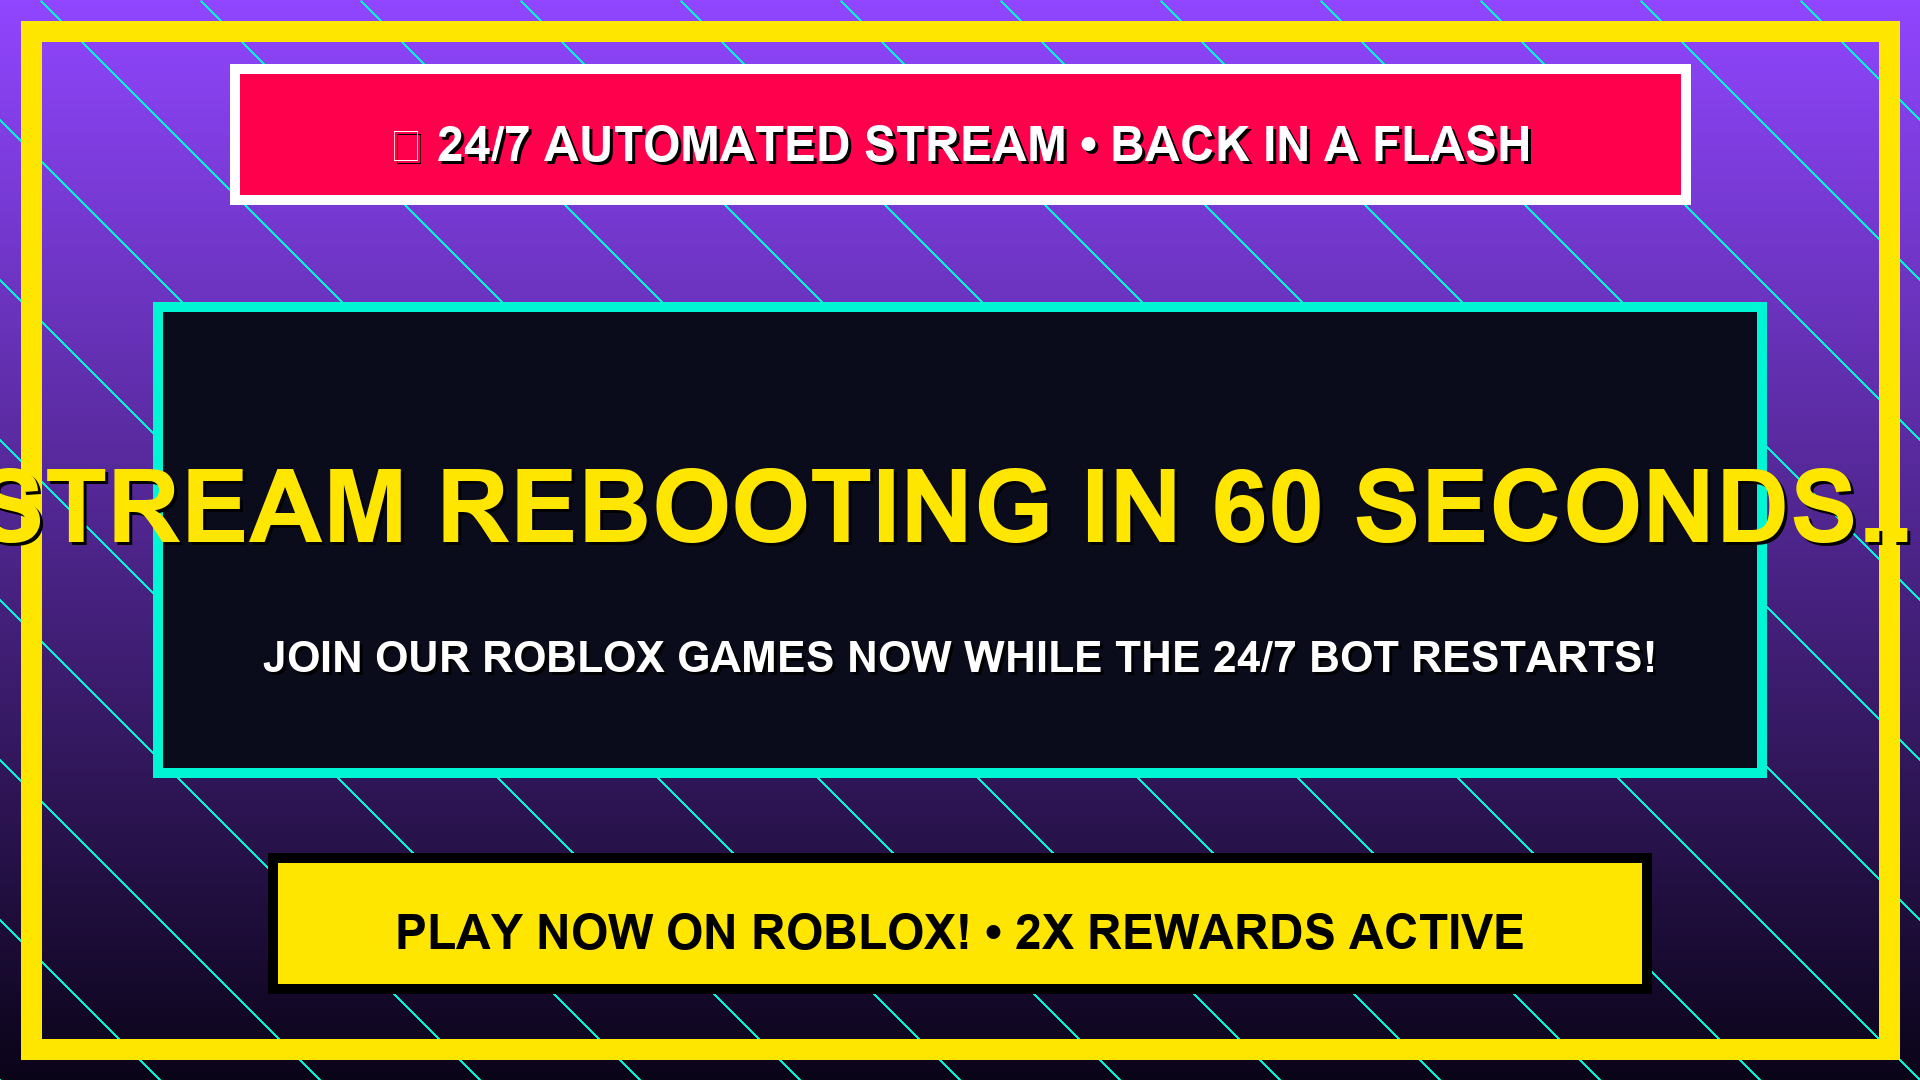 24/7 AUTOMATED STREAM • BACK IN A FLASH
STREAM REBOOTING IN 60 SECONDS..
JOIN OUR ROBLOX GAMES NOW WHILE THE 24/7 BOT RESTARTS!
PLAY NOW ON ROBLOX! • 2X REWARDS ACTIVE